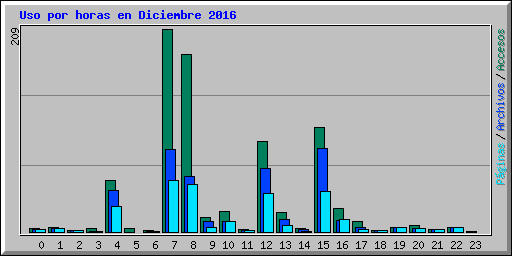 Uso por horas en Diciembre 2016
209
Páginas / Archivos / Accesos
0 1 2 3 4 5 6 7 8 9 10 11 12 13 14 15 16 17 18 19 20 21 22 23